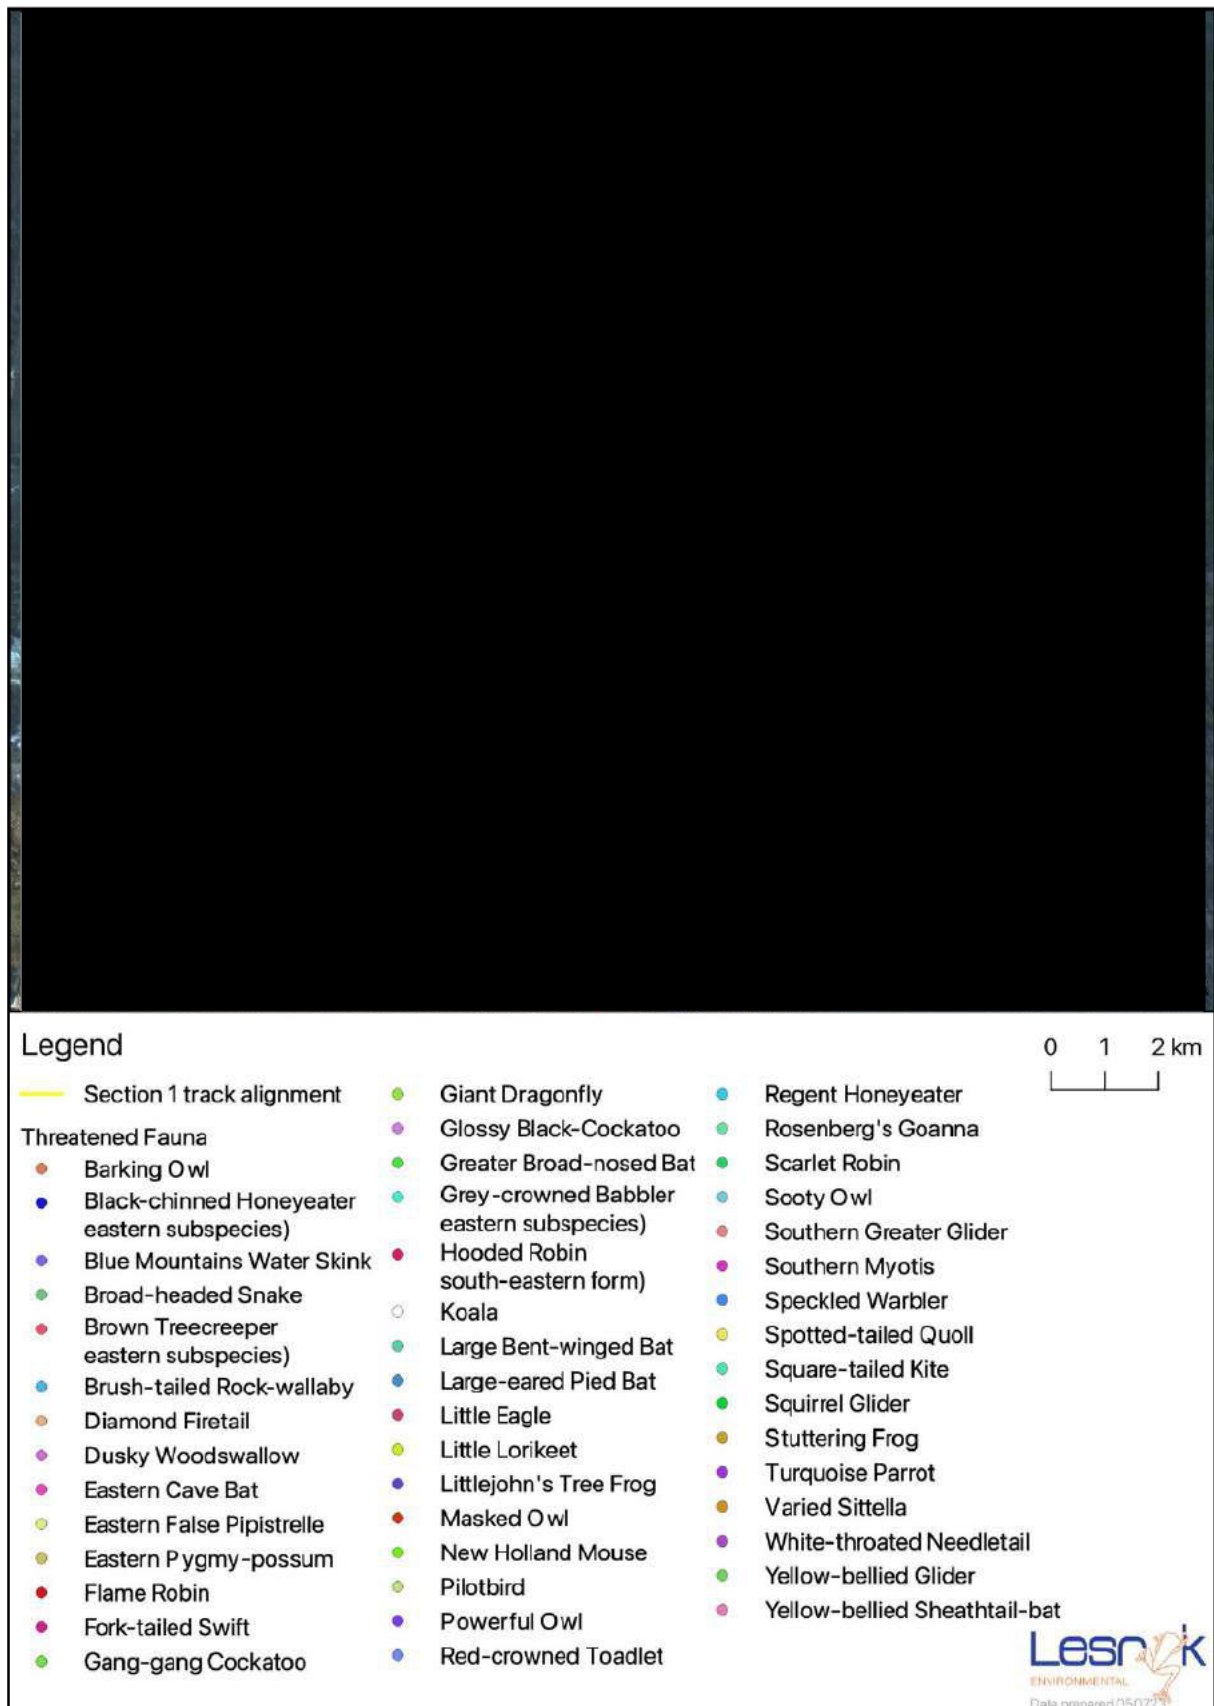 Legend
0 1 2 km
Section 1 track alignment
Threatened Fauna
Barking Owl
Black-chinned Honeyeater
eastern subspecies)
Blue Mountains Water Skink
Broad-headed Snake
Brown Treecreeper
eastern subspecies)
Brush-tailed Rock-wallaby
Diamond Firetail
Dusky Woodswallow
Eastern Cave Bat
Eastern False Pipistrelle
Eastern Pygmy-possum
Flame Robin
Fork-tailed Swift
Gang-gang Cockatoo
Giant Dragonfly
Glossy Black-Cockatoo
Greater Broad-nosed Bat
Grey-crowned Babbler
eastern subspecies)
Hooded Robin
south-eastern form)
Koala
Large Bent-winged Bat
Large-eared Pied Bat
Little Eagle
Little Lorikeet
Littlejohn's Tree Frog
Masked Owl
New Holland Mouse
Pilotbird
Powerful Owl
Red-crowned Toadlet
Regent Honeyeater
Rosenberg's Goanna
Scarlet Robin
Sooty Owl
Southern Greater Glider
Southern Myotis
Speckled Warbler
Spotted-tailed Quoll
Square-tailed Kite
Squirrel Glider
Stuttering Frog
Turquoise Parrot
Varied Sittella
White-throated Needletail
Yellow-bellied Glider
Yellow-bellied Sheathtail-bat
Lesnik
ENVIRONMENTAL
Data prepared 050723